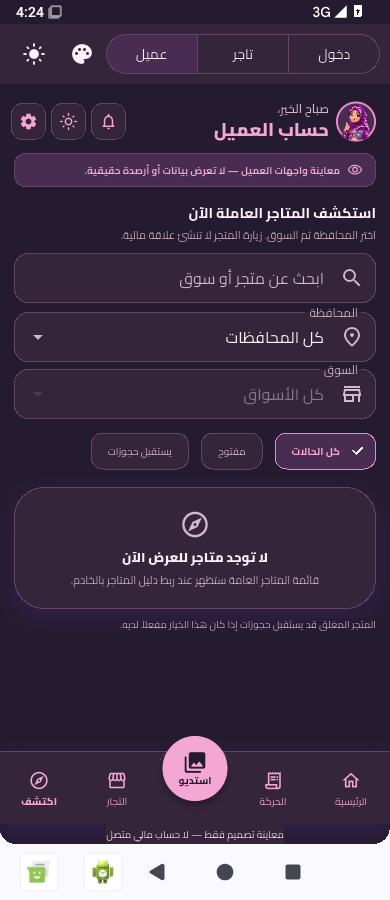 4:24
3G
دخول
تاجر
عميل
صباح الخير،
حساب العميل
معاينة واجهات العميل — لا تعرض بيانات أو أرصدة حقيقية.
استكشف المتاجر العاملة الآن
اختر المحافظة ثم السوق. زيارة المتجر لا تنشئ علاقة مالية.
ابحث عن متجر أو سوق
المحافظة
كل المحافظات
السوق
كل الأسواق
كل الحالات
مفتوح
يستقبل حجوزات
لا توجد متاجر للعرض الآن
قائمة المتاجر العامة ستظهر عند ربط دليل المتاجر بالخادم.
المتجر المغلق قد يستقبل حجوزات إذا كان هذا الخيار مفعلاً لديه.
الرئيسية
الحركة
استديو
التجار
اكتشف
معاينة تصميم فقط — لا حساب مالي متصل